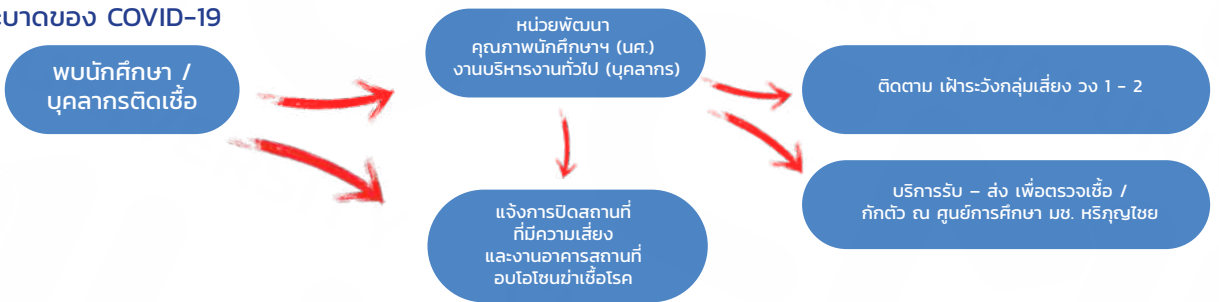 ะบาดของ COVID-19
พบนักศึกษา /
บุคลากรติดเชื้อ
หน่วยพัฒนา
คุณภาพนักศึกษาฯ (นศ.)
งานบริหารงานทั่วไป (บุคลากร)
ติดตาม เฝ้าระวังกลุ่มเสี่ยง วง 1 - 2
บริการรับ – ส่ง เพื่อตรวจเชื้อ /
กักตัว ณ ศูนย์การศึกษา มช. หริภุญไชย
แจ้งการปิดสถานที่
ที่มีความเสี่ยง
และงานอาคารสถานที่
อบโอโซนฆ่าเชื้อโรค